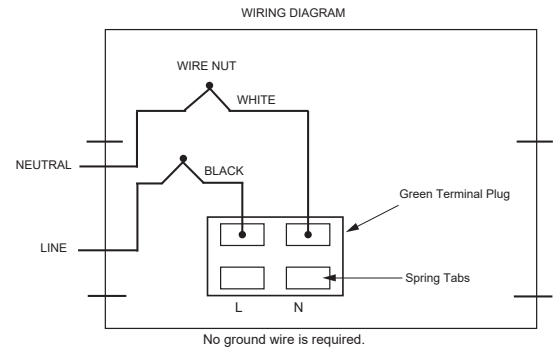 WIRING DIAGRAM
WIRE NUT
WHITE
NEUTRAL
BLACK
Green Terminal Plug
LINE
Spring Tabs
L N
No ground wire is required.